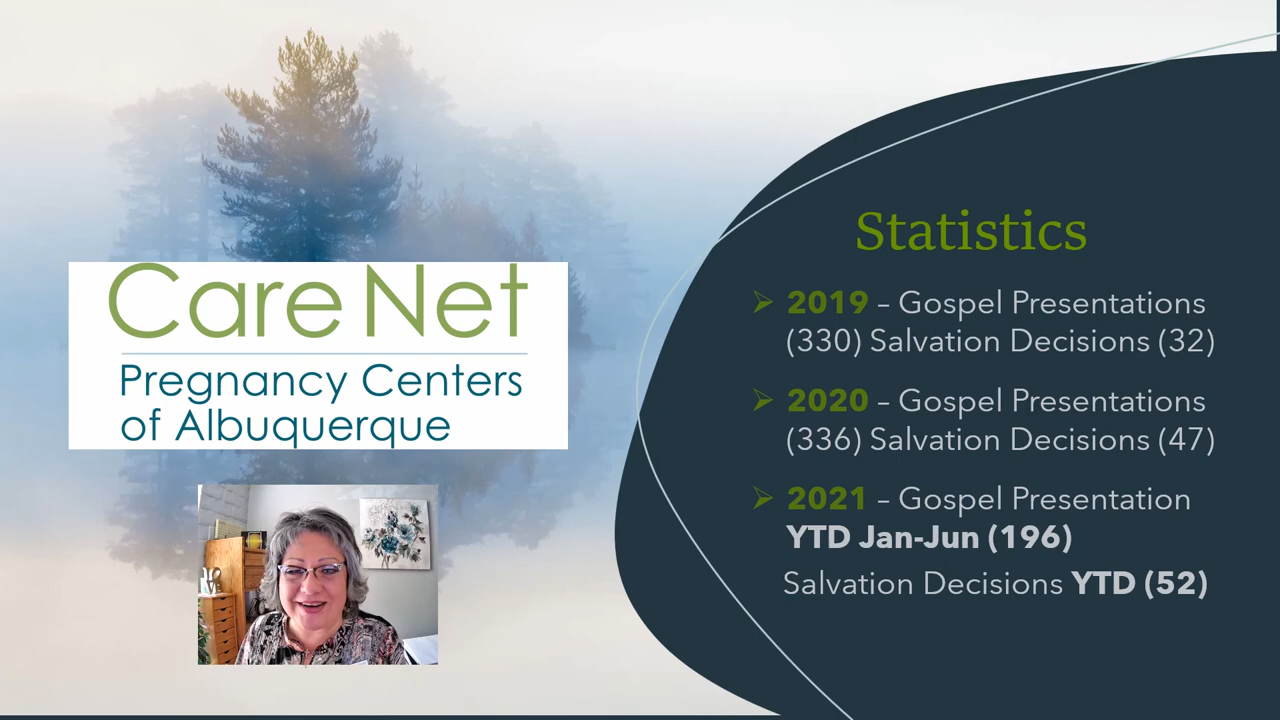 Care Net
Pregnancy Centers
of Albuquerque
Statistics
2019 – Gospel Presentations
(330) Salvation Decisions (32)
2020 – Gospel Presentations
(336) Salvation Decisions (47)
2021 – Gospel Presentation
YTD Jan-Jun (196)
Salvation Decisions YTD (52)